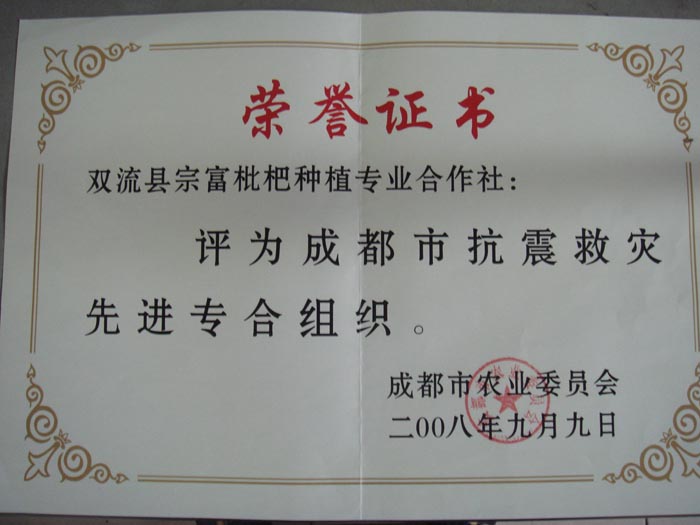 荣誉证书
双流县宗富枇杷种植专业合作社：
评为成都市抗震救灾
先进专合组织。
成都市农业委员会
二00八年九月九日